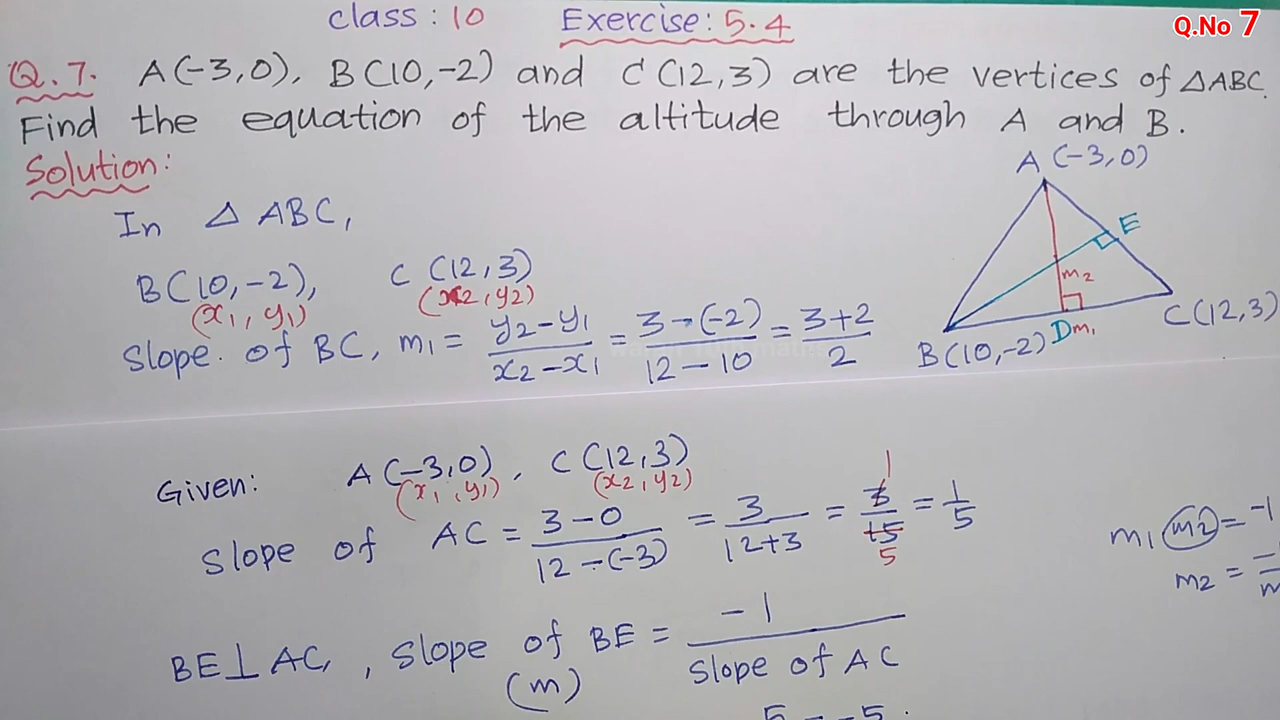 class : 10 Exercise : 5.4
Q.No 7
Q.7. A(-3,0), B(10,-2) and C(12,3) are the vertices of △ABC.
Find the equation of the altitude through A and B.
Solution:
In △ ABC,
B(10,-2), C(12,3)
(x₁, y₁) (x2, y2)
Slope. of BC, m₁ = y₂-y₁/x₂-x₁ = 3-(-2)/12-10 = 3+2/2
A (-3,0)
E
m₂
B(10,-2) D m₁ C(12,3)
Given: A(-3,0), C(12,3)
(x₁, y₁) (x₂, y₂)
Slope of AC = 3-0/12-(-3) = 3/12+3 = 3/15 = 1/5
1
5
m₁ m₂ = -1
m₂ =
BE⊥AC, , Slope of BE = -1/Slope of AC
(m)